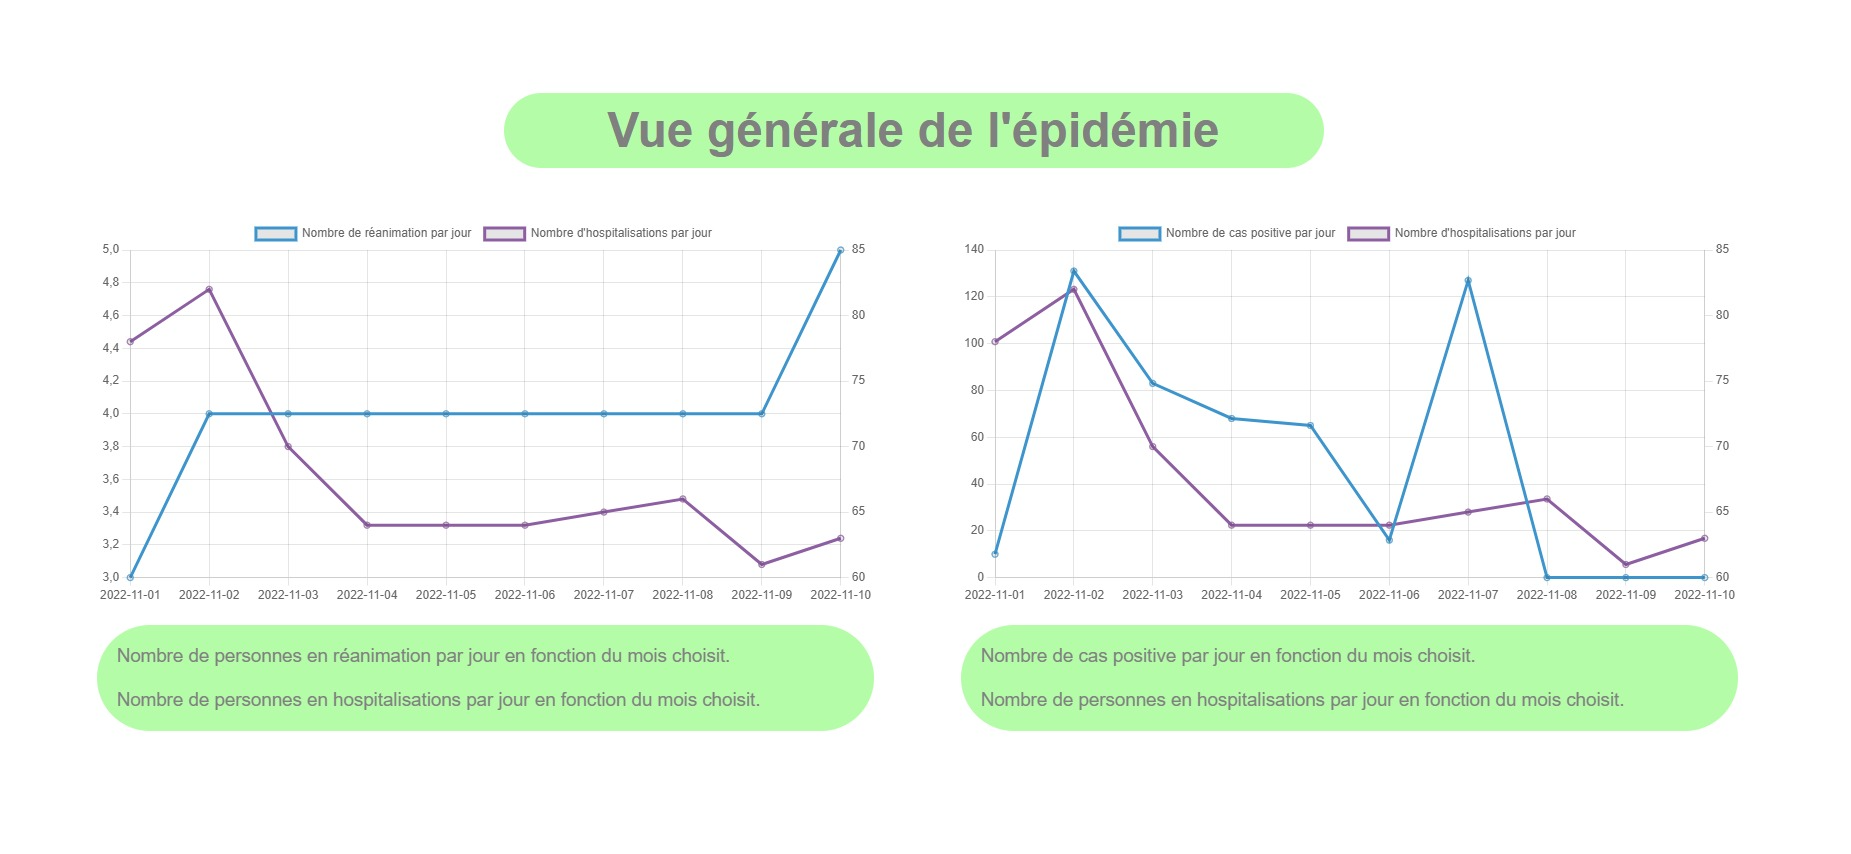 Vue générale de l'épidémie
Nombre de réanimation par jour
Nombre d'hospitalisations par jour
5,0
4,8
4,6
4,4
4,2
4,0
3,8
3,6
3,4
3,2
3,0
85
80
75
70
65
60
2022-11-01 2022-11-02 2022-11-03 2022-11-04 2022-11-05 2022-11-06 2022-11-07 2022-11-08 2022-11-09 2022-11-10
Nombre de personnes en réanimation par jour en fonction du mois choisit.
Nombre de personnes en hospitalisations par jour en fonction du mois choisit.
Nombre de cas positive par jour
Nombre d'hospitalisations par jour
140
120
100
80
60
40
20
0
85
80
75
70
65
60
2022-11-01 2022-11-02 2022-11-03 2022-11-04 2022-11-05 2022-11-06 2022-11-07 2022-11-08 2022-11-09 2022-11-10
Nombre de cas positive par jour en fonction du mois choisit.
Nombre de personnes en hospitalisations par jour en fonction du mois choisit.